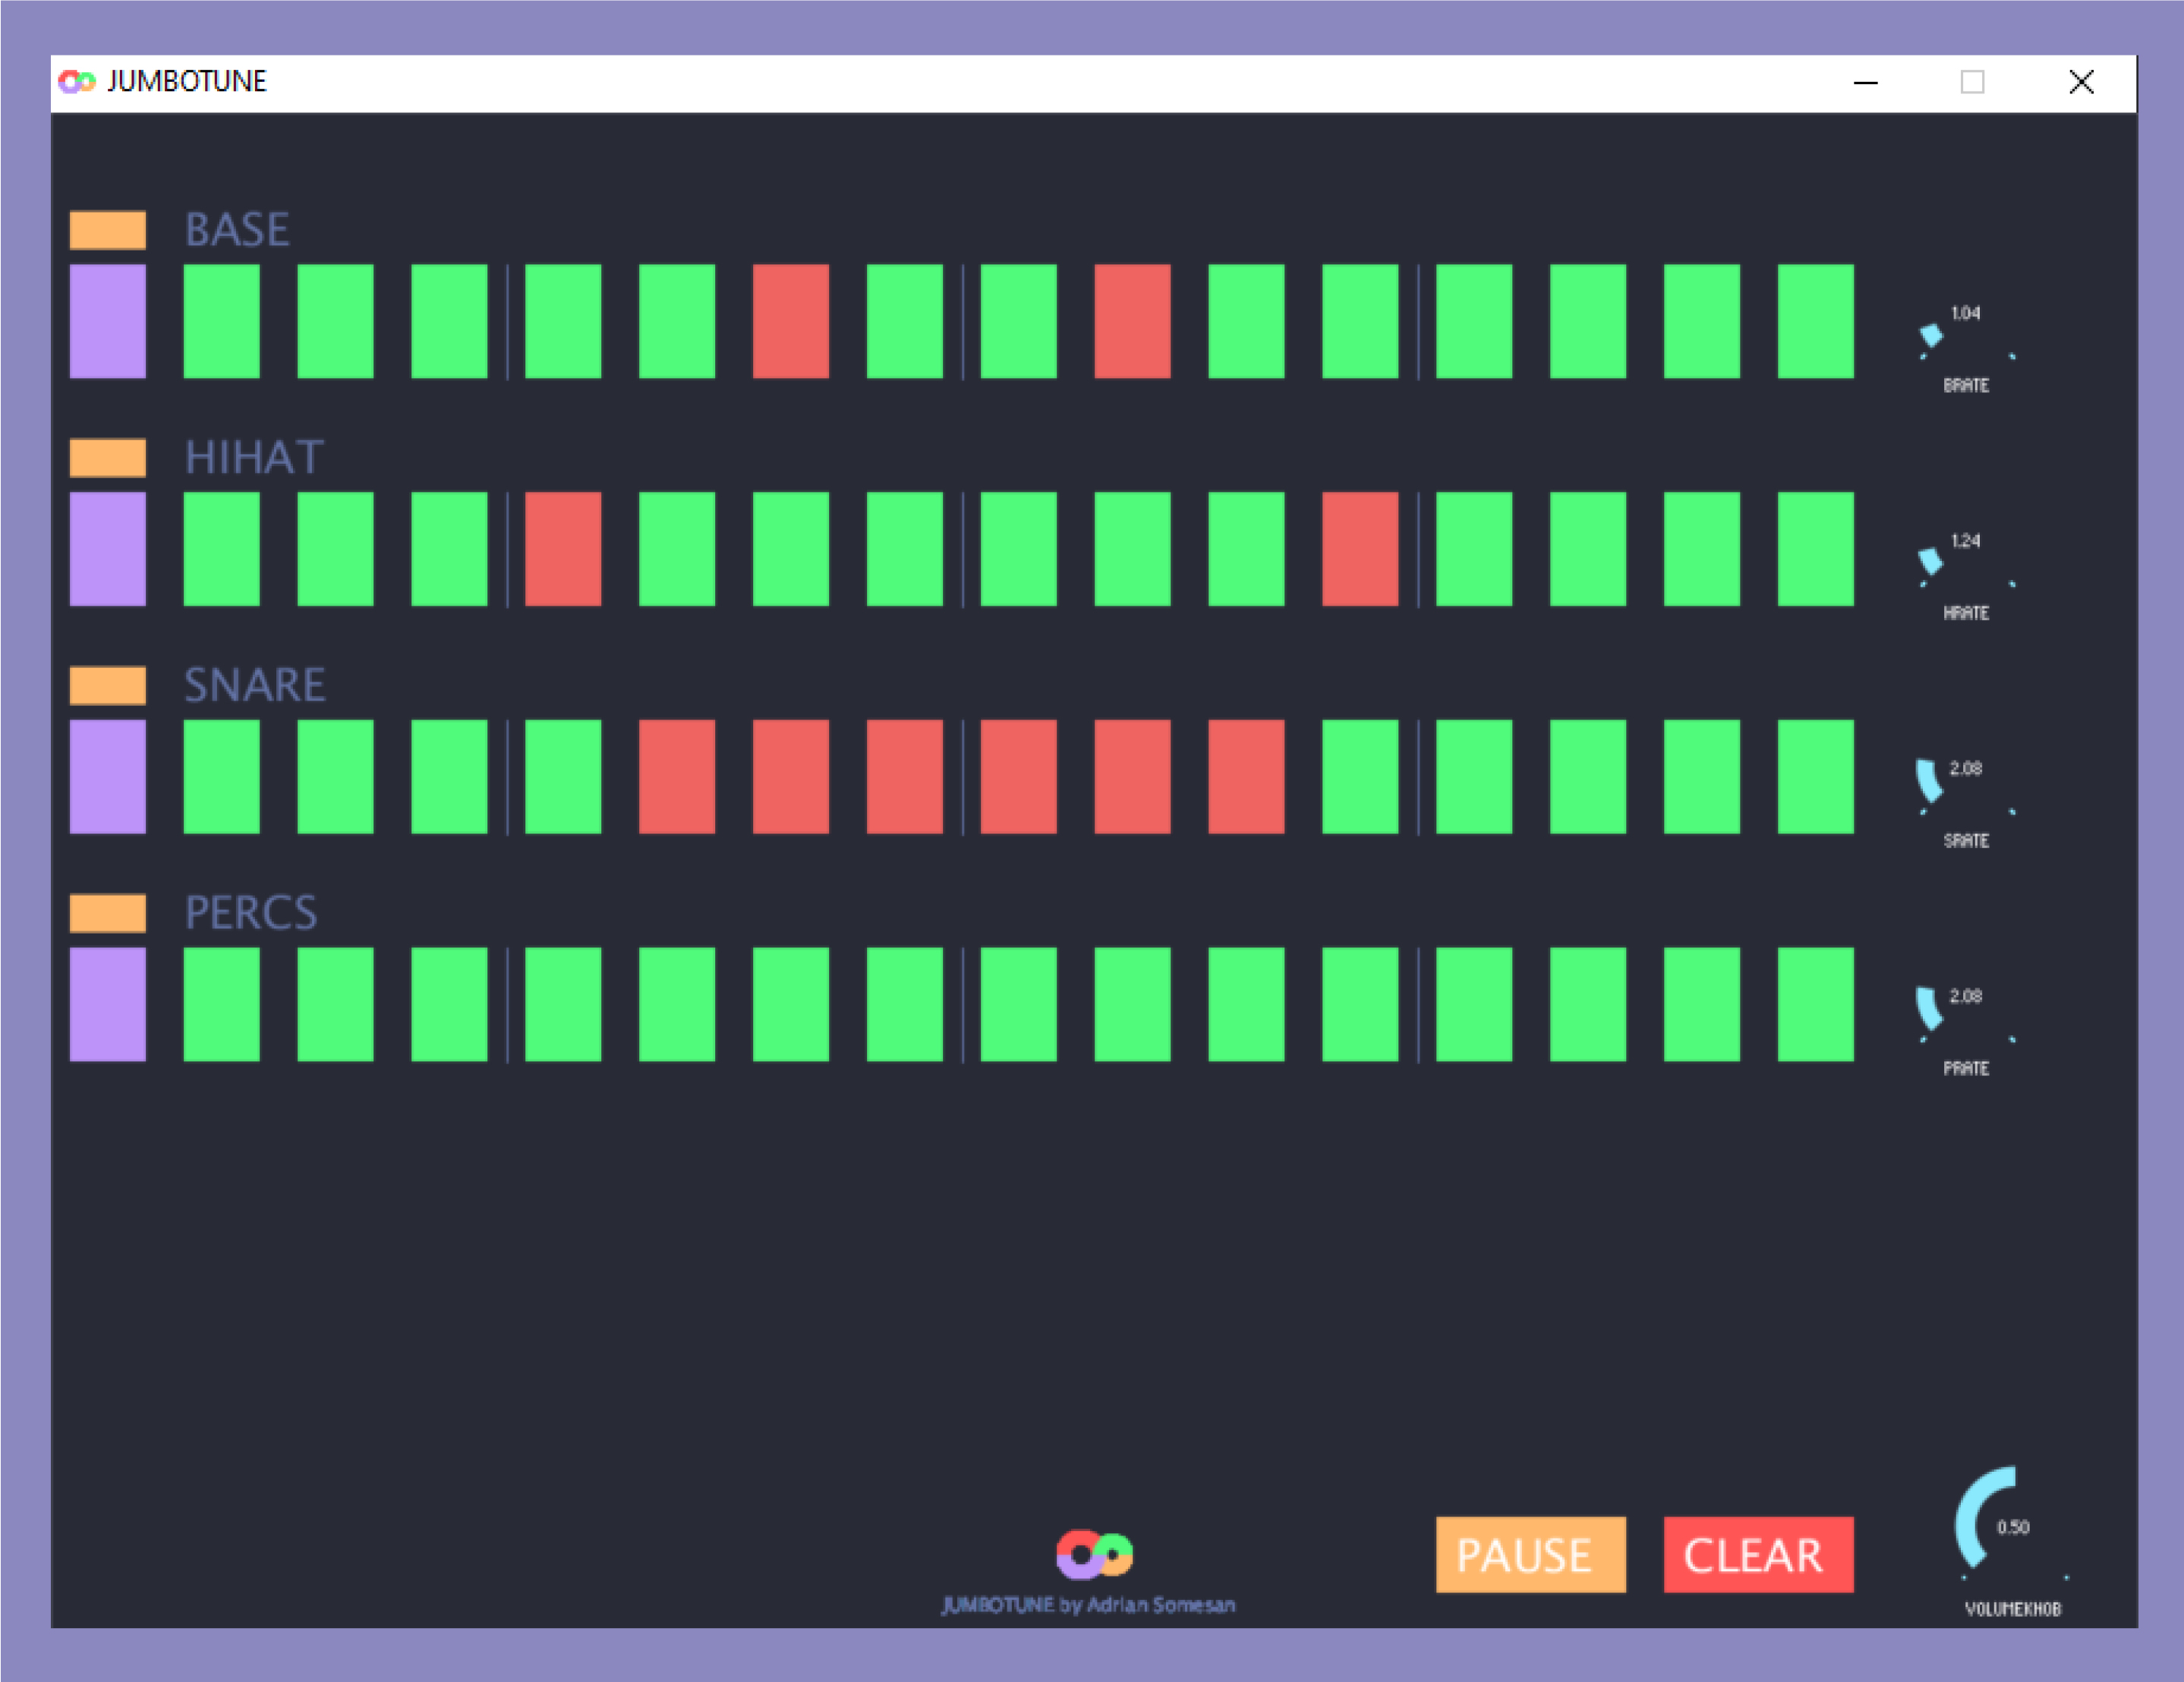 JUMBOTUNE
BASE
1.04
BRATE
HIHAT
1.24
HRATE
SNARE
2.08
SRATE
PERCS
2.08
PRATE
PAUSE
CLEAR
0.50
JUMBOTUNE by Adrian Somesan
VOLUMEKNOB